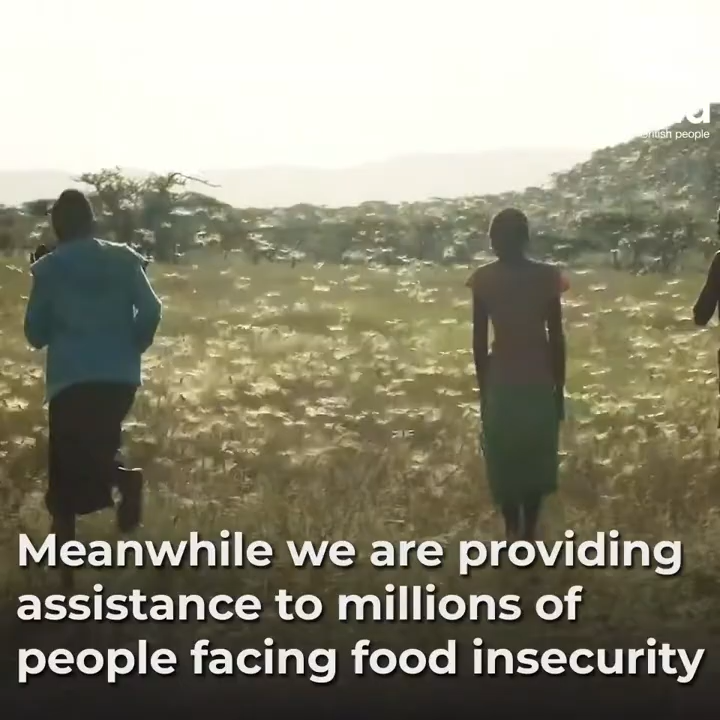 british people
Meanwhile we are providing
assistance to millions of
people facing food insecurity